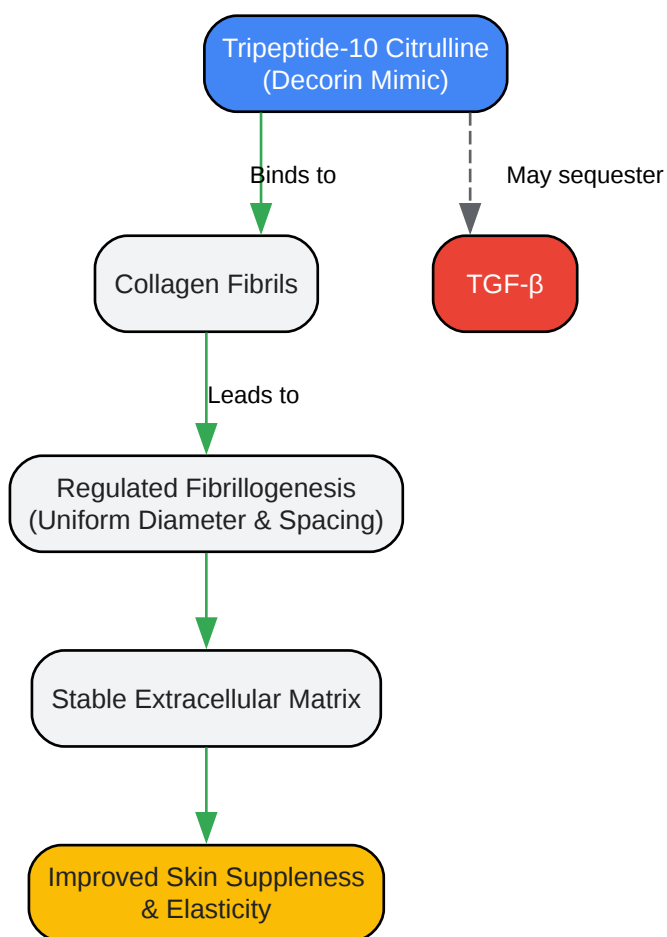 Tripeptide-10 Citrulline
(Decorin Mimic)
Binds to
May sequester
Collagen Fibrils
TGF-β
Leads to
Regulated Fibrillogenesis
(Uniform Diameter & Spacing)
Stable Extracellular Matrix
Improved Skin Suppleness
& Elasticity